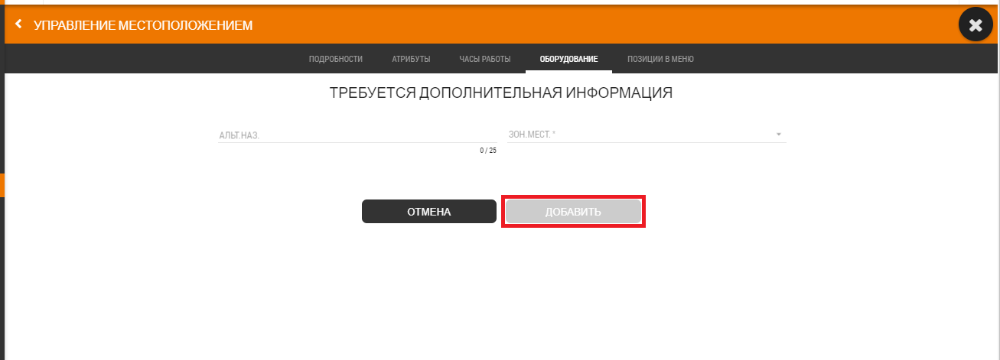 УПРАВЛЕНИЕ МЕСТОПОЛОЖЕНИЕМ
ПОДРОБНОСТИ АТРИБУТЫ ЧАСЫ РАБОТЫ ОБОРУДОВАНИЕ ПОЗИЦИИ В МЕНЮ
ТРЕБУЕТСЯ ДОПОЛНИТЕЛЬНАЯ ИНФОРМАЦИЯ
АЛЬТ.НАЗ. ЗОН.МЕСТ. *
0 / 25
ОТМЕНА ДОБАВИТЬ